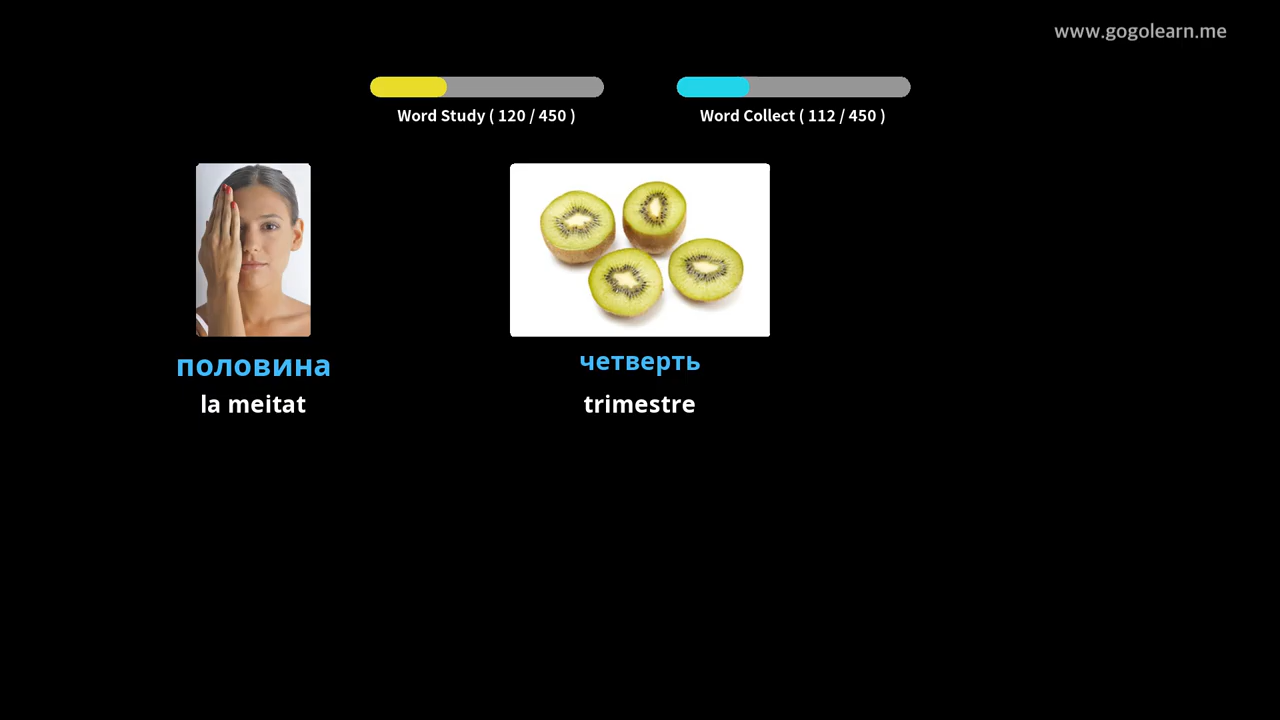 www.gogolearn.me
Word Study ( 120 / 450 )
Word Collect ( 112 / 450 )
половина
la meitat
четверть
trimestre